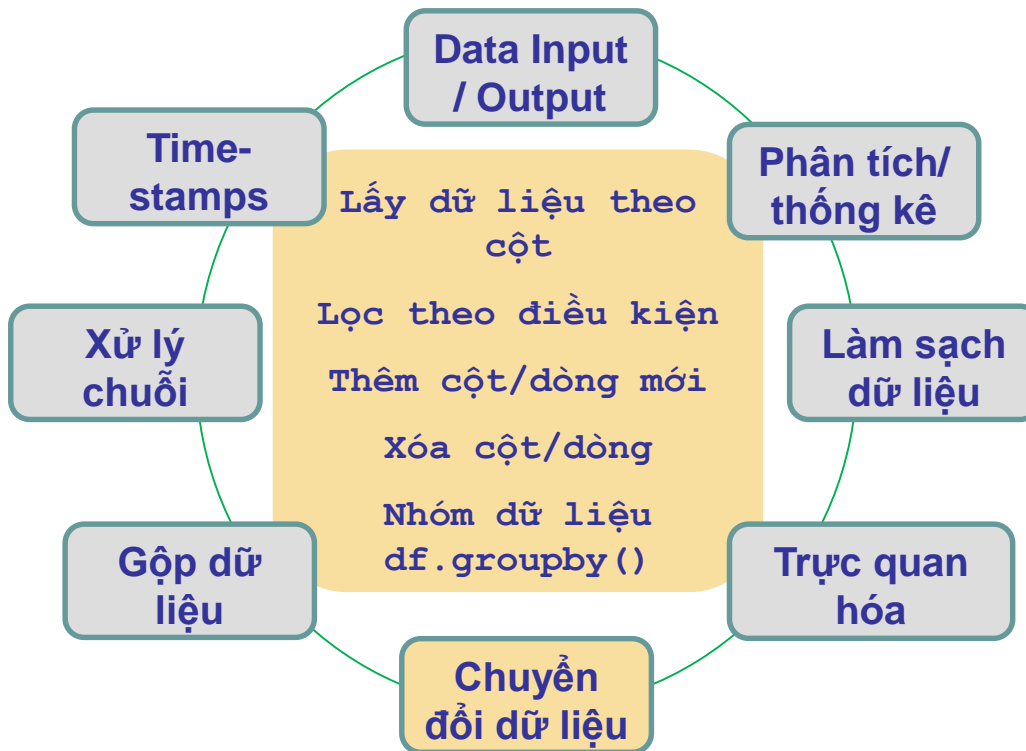 Data Input
/ Output
Phân tích/
thống kê
Làm sạch
dữ liệu
Trực quan
hóa
Chuyển
đổi dữ liệu
Gộp dữ
liệu
Xử lý
chuỗi
Time-
stamps
Lấy dữ liệu theo
cột
Lọc theo điều kiện
Thêm cột/dòng mới
Xóa cột/dòng
Nhóm dữ liệu
df.groupby()